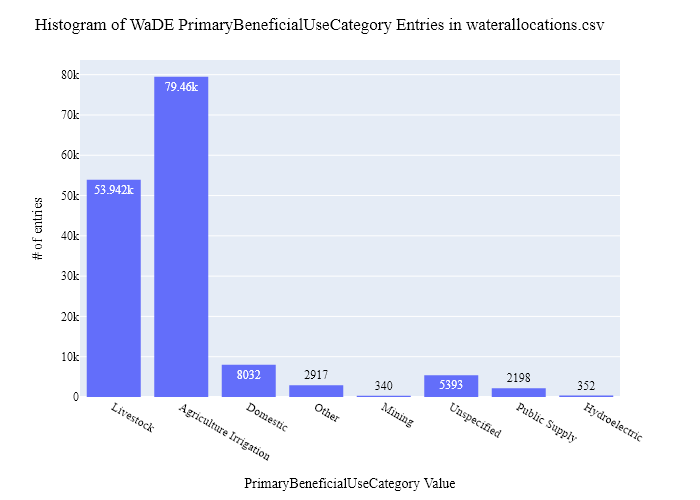 Histogram of WaDE PrimaryBeneficialUseCategory Entries in waterallocations.csv
80k
70k
60k
50k
40k
30k
20k
10k
0
# of entries
53.942k
79.46k
8032
2917
340
5393
2198
352
Livestock
Agriculture Irrigation
Domestic
Other
Mining
Unspecified
Public Supply
Hydroelectric
PrimaryBeneficialUseCategory Value